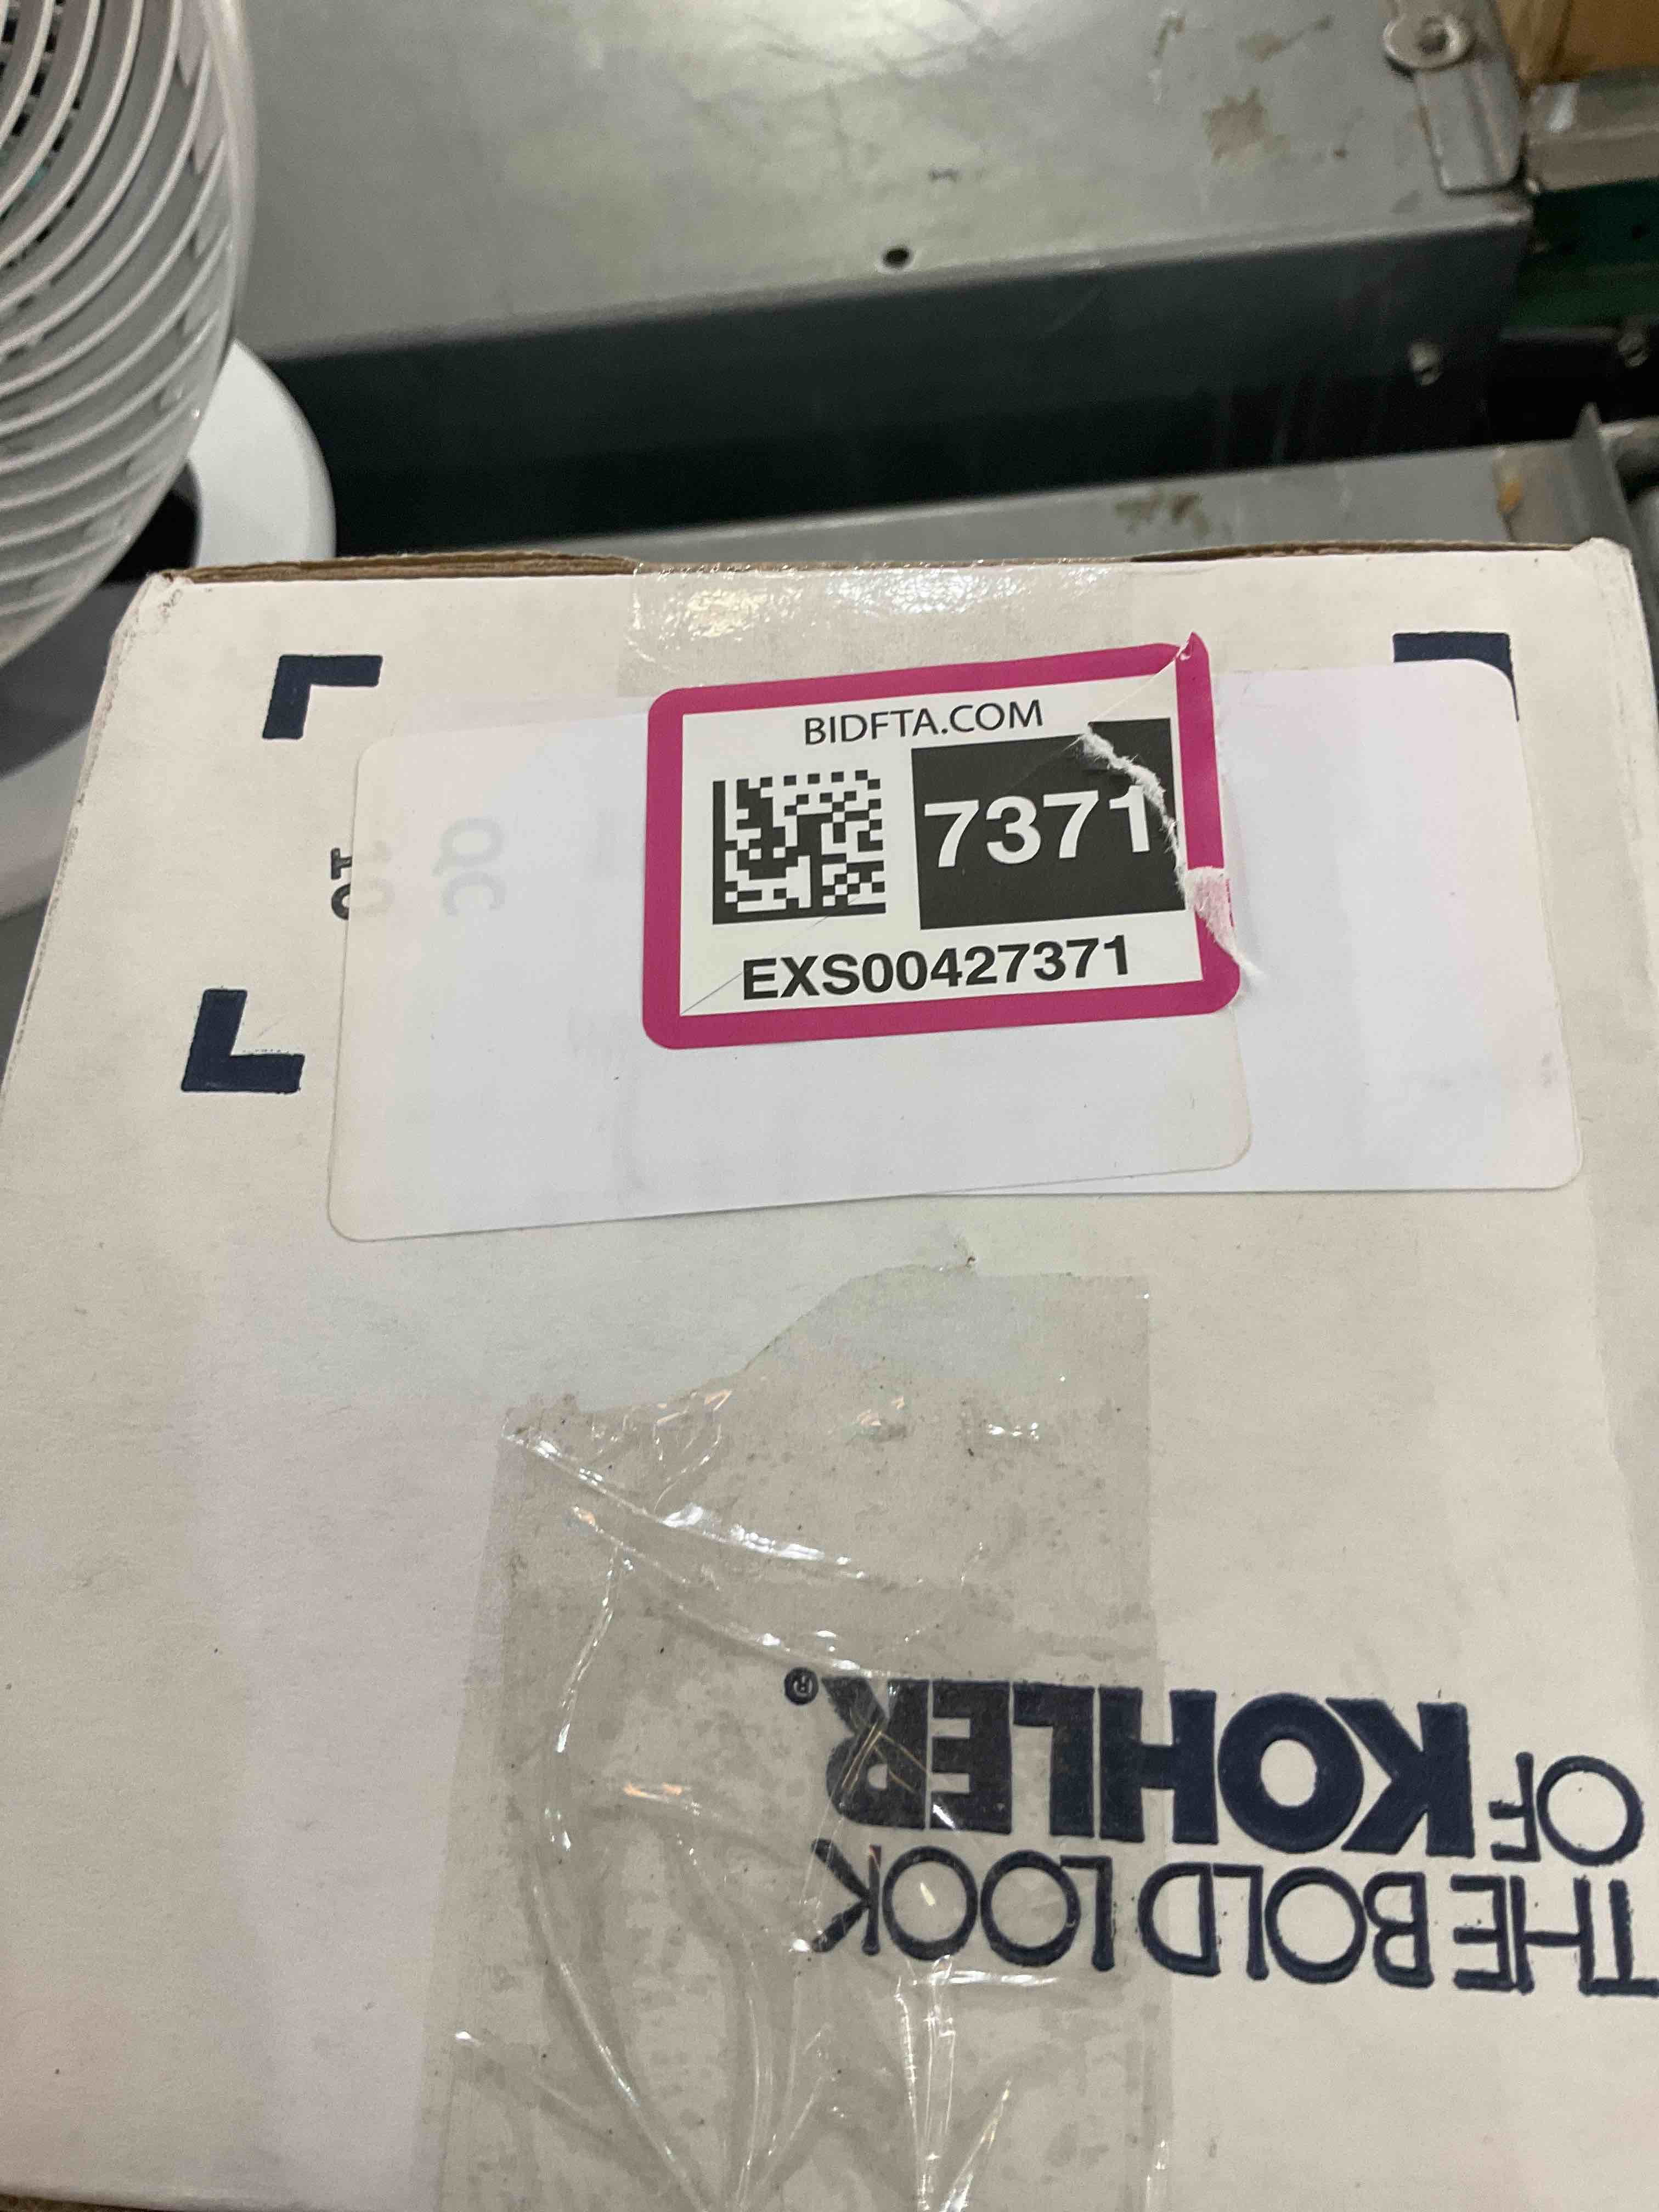 BIDFTA.COM
7371
EXS00427371
QC
THE BOLD LOOK
OF KOHLER®